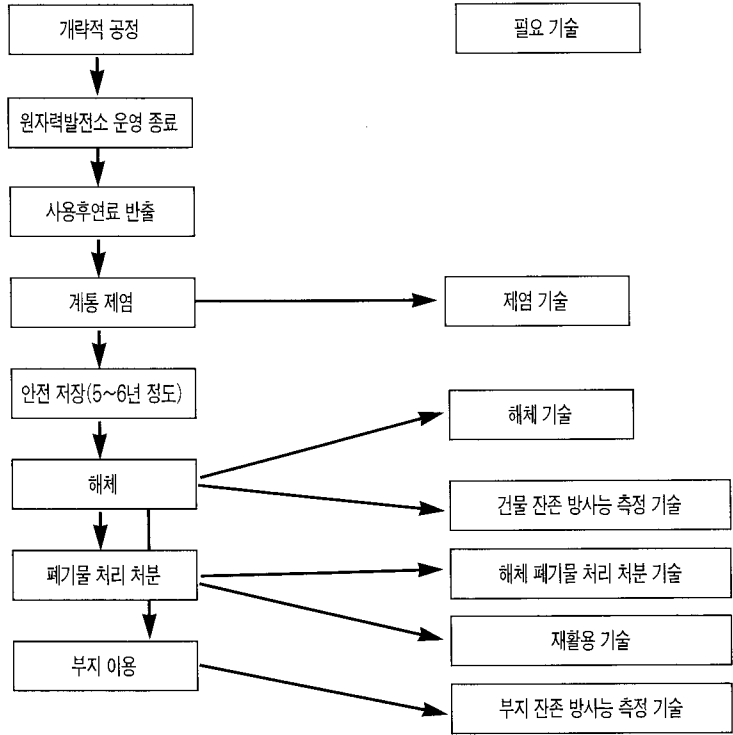 개략적 공정
필요 기술
원자력발전소 운영 종료
사용후연료 반출
계통 제염
제염 기술
안전 저장(5~6년 정도)
해체 기술
해체
건물 잔존 방사능 측정 기술
폐기물 처리 처분
해체 폐기물 처리 처분 기술
재활용 기술
부지 이용
부지 잔존 방사능 측정 기술